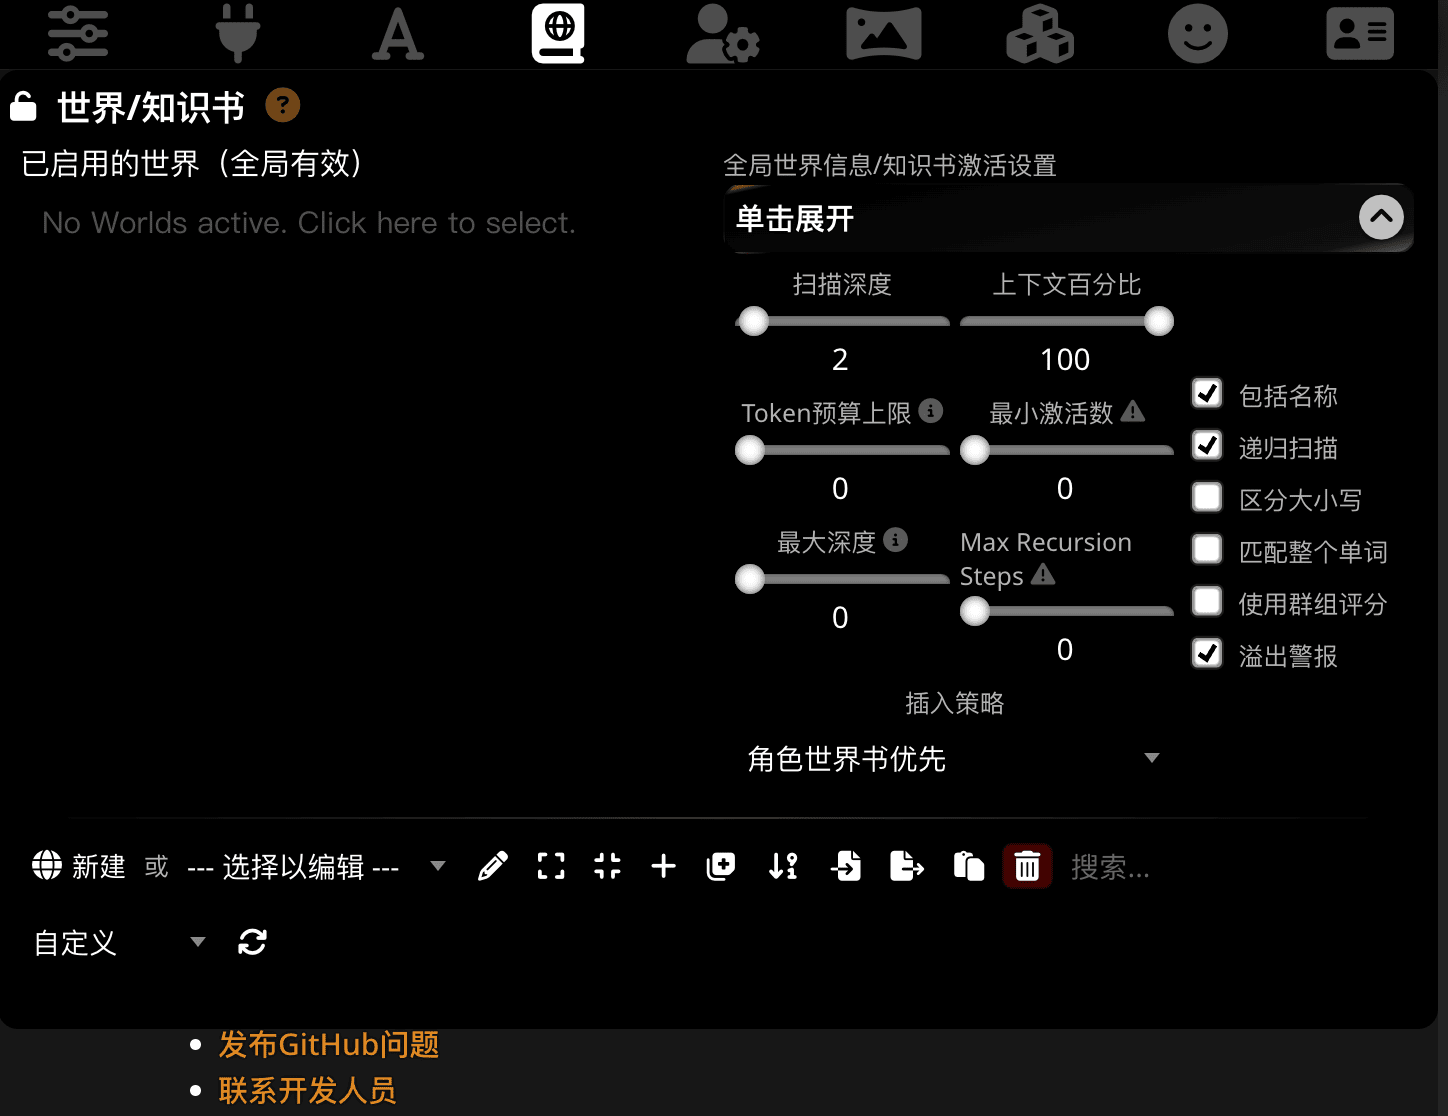 世界/知识书
已启用的世界（全局有效）
No Worlds active. Click here to select.
全局世界信息/知识书激活设置
单击展开
扫描深度
2
上下文百分比
100
Token预算上限
0
最小激活数
0
最大深度
0
Max Recursion
Steps
0
包括名称
递归扫描
区分大小写
匹配整个单词
使用群组评分
溢出警报
插入策略
角色世界书优先
新建 或 --- 选择以编辑 --- 搜索...
自定义
发布GitHub问题
联系开发人员